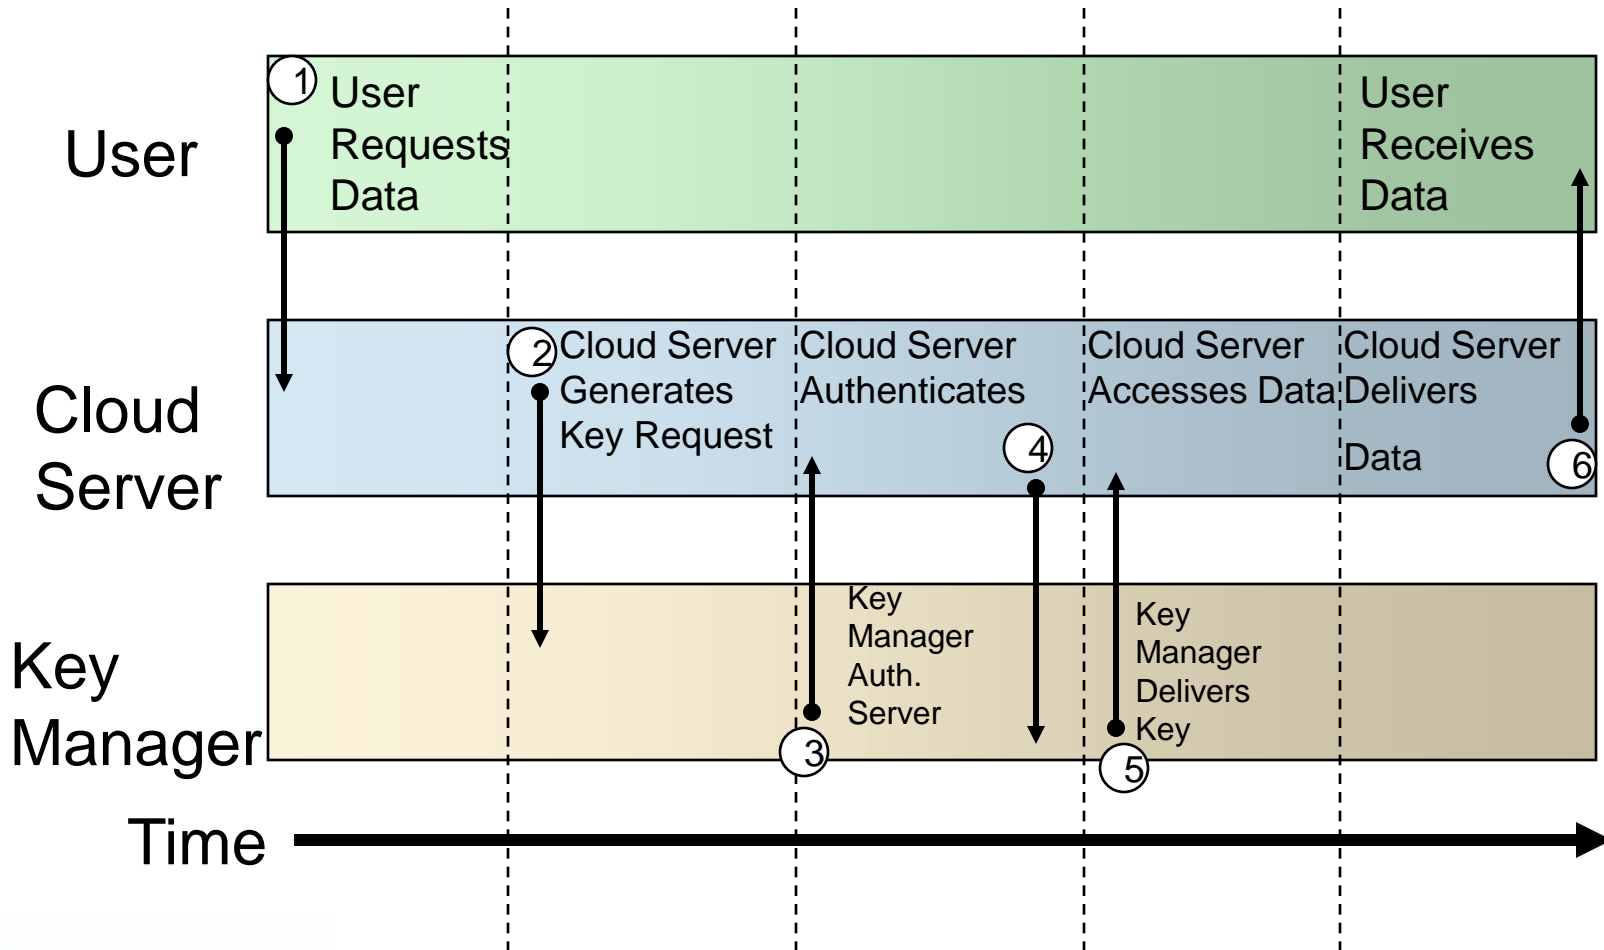 User
1
User
Requests
Data
User
Receives
Data
Cloud
Server
2
Cloud Server
Generates
Key Request
Cloud Server
Authenticates
4
Cloud Server
Accesses Data
Cloud Server
Delivers
Data
6
Key
Manager
3
Key
Manager
Auth.
Server
Key
Manager
Delivers
Key
5
Time